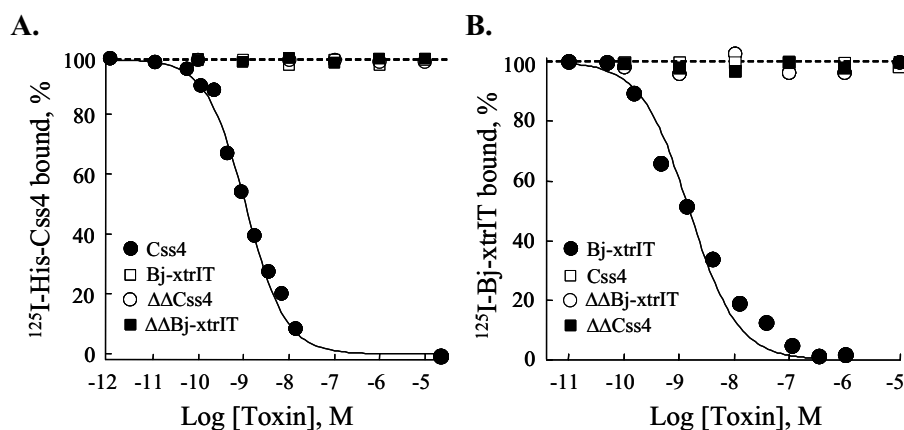 A.
¹²⁵I-His-Css4 bound, %
100
80
60
40
20
0
Css4
Bj-xtrIT
ΔΔCss4
ΔΔBj-xtrIT
-12 -11 -10 -9 -8 -7 -6 -5
Log [Toxin], M
B.
¹²⁵I-Bj-xtrIT bound, %
100
80
60
40
20
0
Bj-xtrIT
Css4
ΔΔBj-xtrIT
ΔΔCss4
-11 -10 -9 -8 -7 -6 -5
Log [Toxin], M